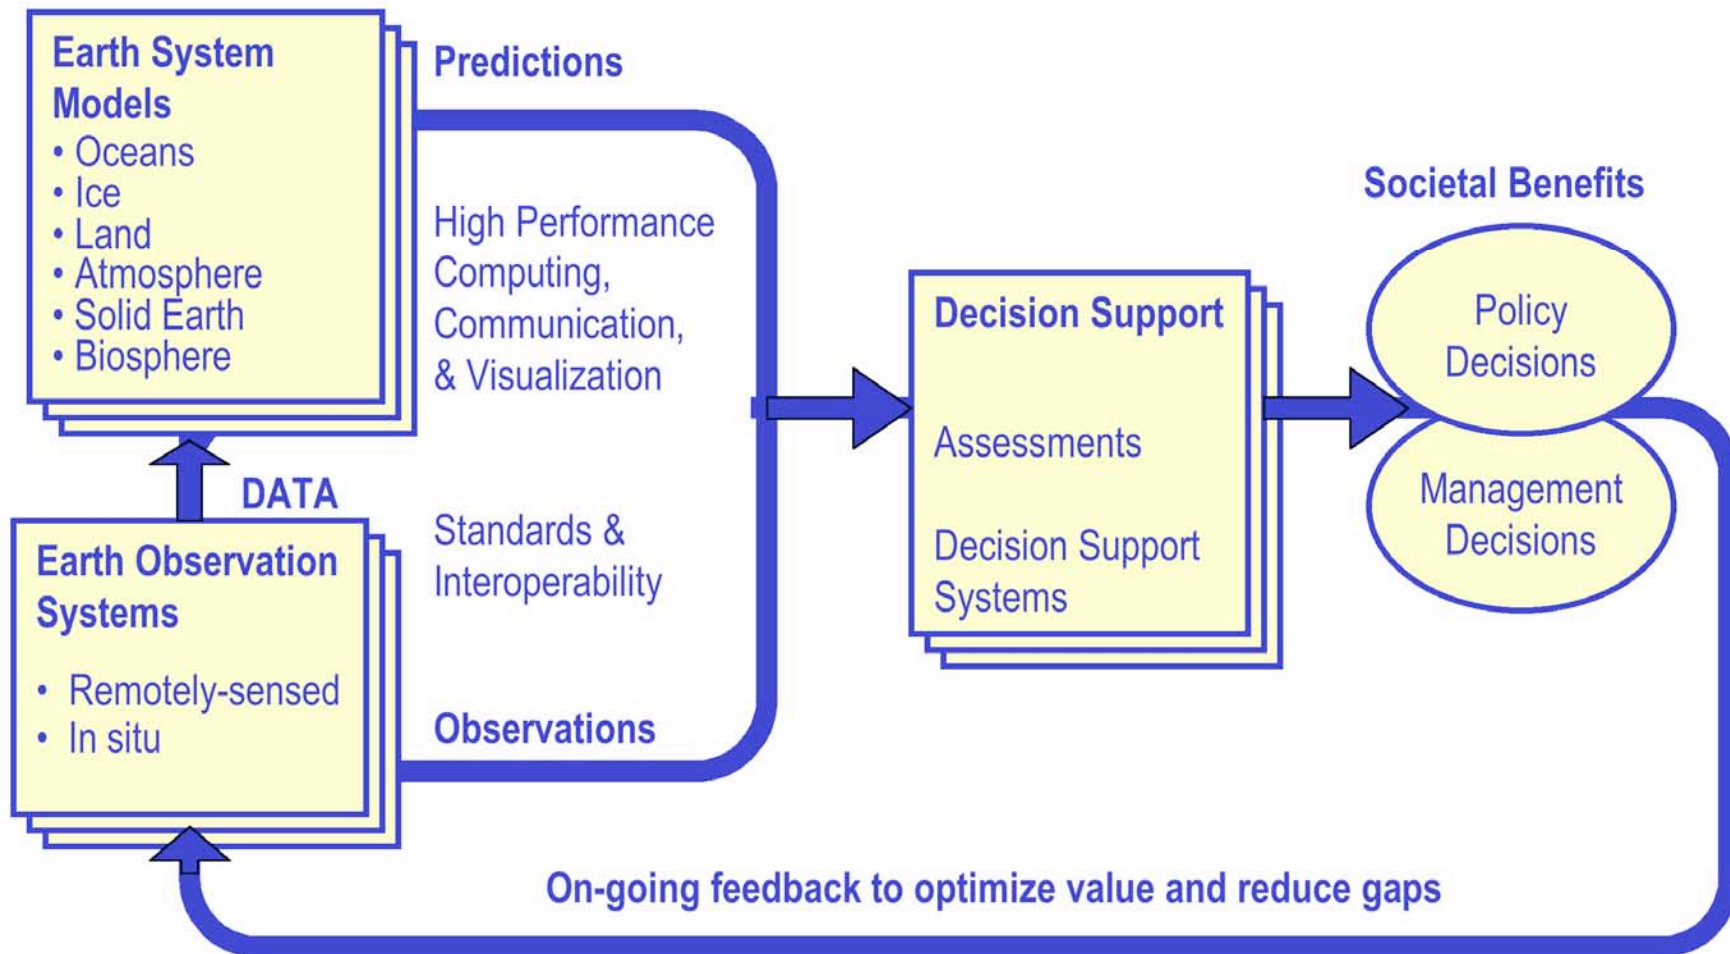 Earth System
Models
• Oceans
• Ice
• Land
• Atmosphere
• Solid Earth
• Biosphere
DATA
Earth Observation
Systems
• Remotely-sensed
• In situ
Predictions
High Performance
Computing,
Communication,
& Visualization
Standards &
Interoperability
Observations
Decision Support
Assessments
Decision Support
Systems
Societal Benefits
Policy
Decisions
Management
Decisions
On-going feedback to optimize value and reduce gaps